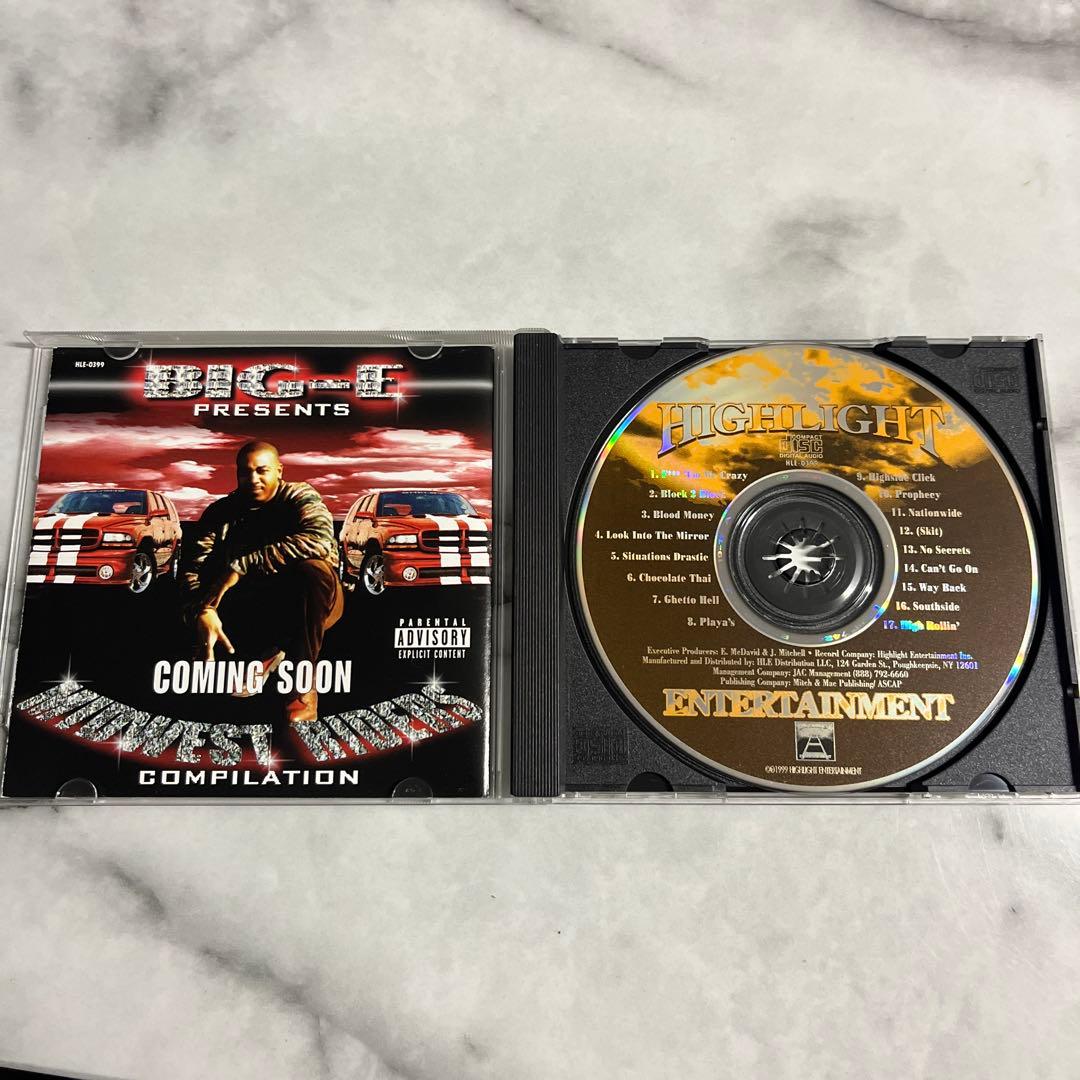 HLE-0399
BIG-E
PRESENTS
PARENTAL
ADVISORY
EXPLICIT CONTENT
COMING SOON
MIDWEST RIDERS
COMPILATION
HIGHLIGHT
COMPACT
disc
DIGITAL AUDIO
1. F*** Crazy
2. Block 2 Block
3. Blood Money
4. Look Into The Mirror
5. Situations Drastic
6. Chocolate Thai
7. Ghetto Hell
8. Playa's
9. Highside Click
10. Prophecy
11. Nationwide
12. (Skit)
13. No Secrets
14. Can't Go On
15. Way Back
16. Southside
17. High Rollin'
Executive Producers: E. McDavid & J. Mitchell • Record Company: Highlight Entertainment Inc.
Manufactured and Distributed by: HLE Distribution LLC, 124 Garden St., Poughkeepsie, NY 12601
Management Company: JAC Management (888) 792-6660
Publishing Company: Mitch & Mac Publishing/ ASCAP
ENTERTAINMENT
©℗1999 HIGHLIGHT ENTERTAINMENT